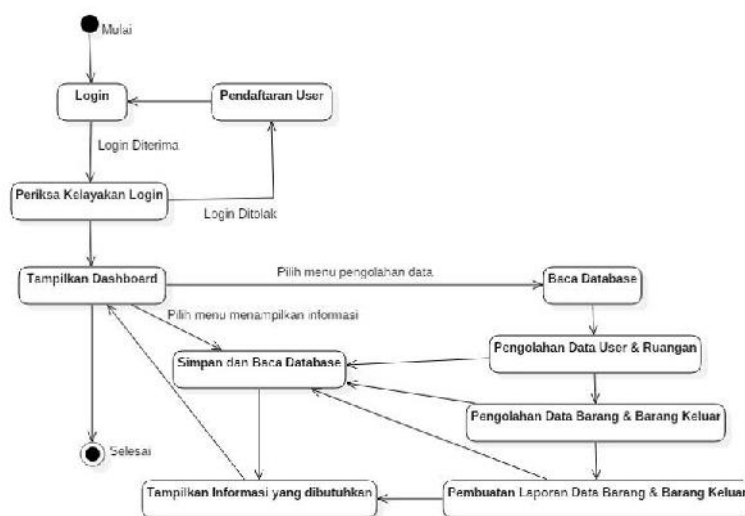 Mulai
Login
Pendaftaran User
Login Diterima
Periksa Kelayakan Login
Login Ditolak
Tampilkan Dashboard
Pilih menu pengolahan data
Baca Database
Pilih menu menampilkan informasi
Pengolahan Data User & Ruangan
Simpan dan Baca Database
Pengolahan Data Barang & Barang Keluar
Selesai
Tampilkan Informasi yang dibutuhkan
Pembuatan Laporan Data Barang & Barang Keluar